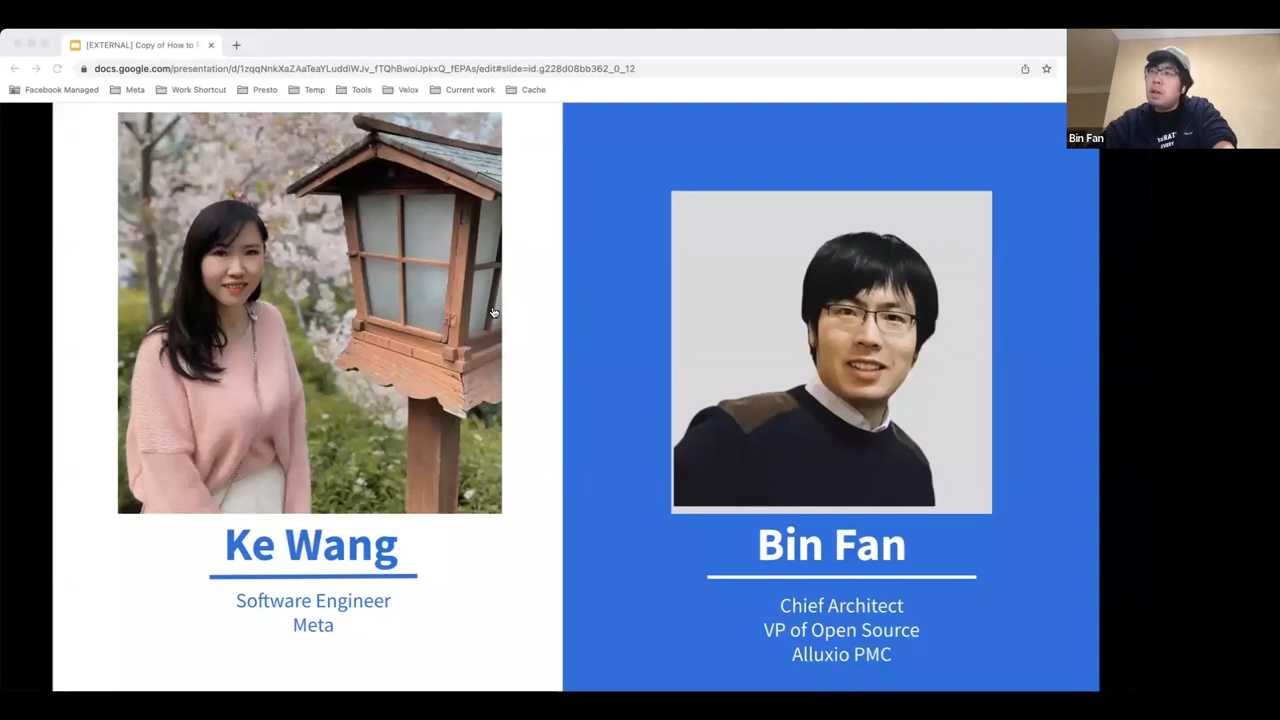 [EXTERNAL] Copy of How to F
docs.google.com/presentation/d/1zqqNnkXaZAaTeaYLuddiWJv_fTQhBwoiJpkxQ_fEPAs/edit#slide=id.g228d08bb362_0_12
Facebook Managed Meta Work Shortcut Presto Temp Tools Velox Current work Cache
Bin Fan
EVERY
Ke Wang
Software Engineer
Meta
Bin Fan
Chief Architect
VP of Open Source
Alluxio PMC